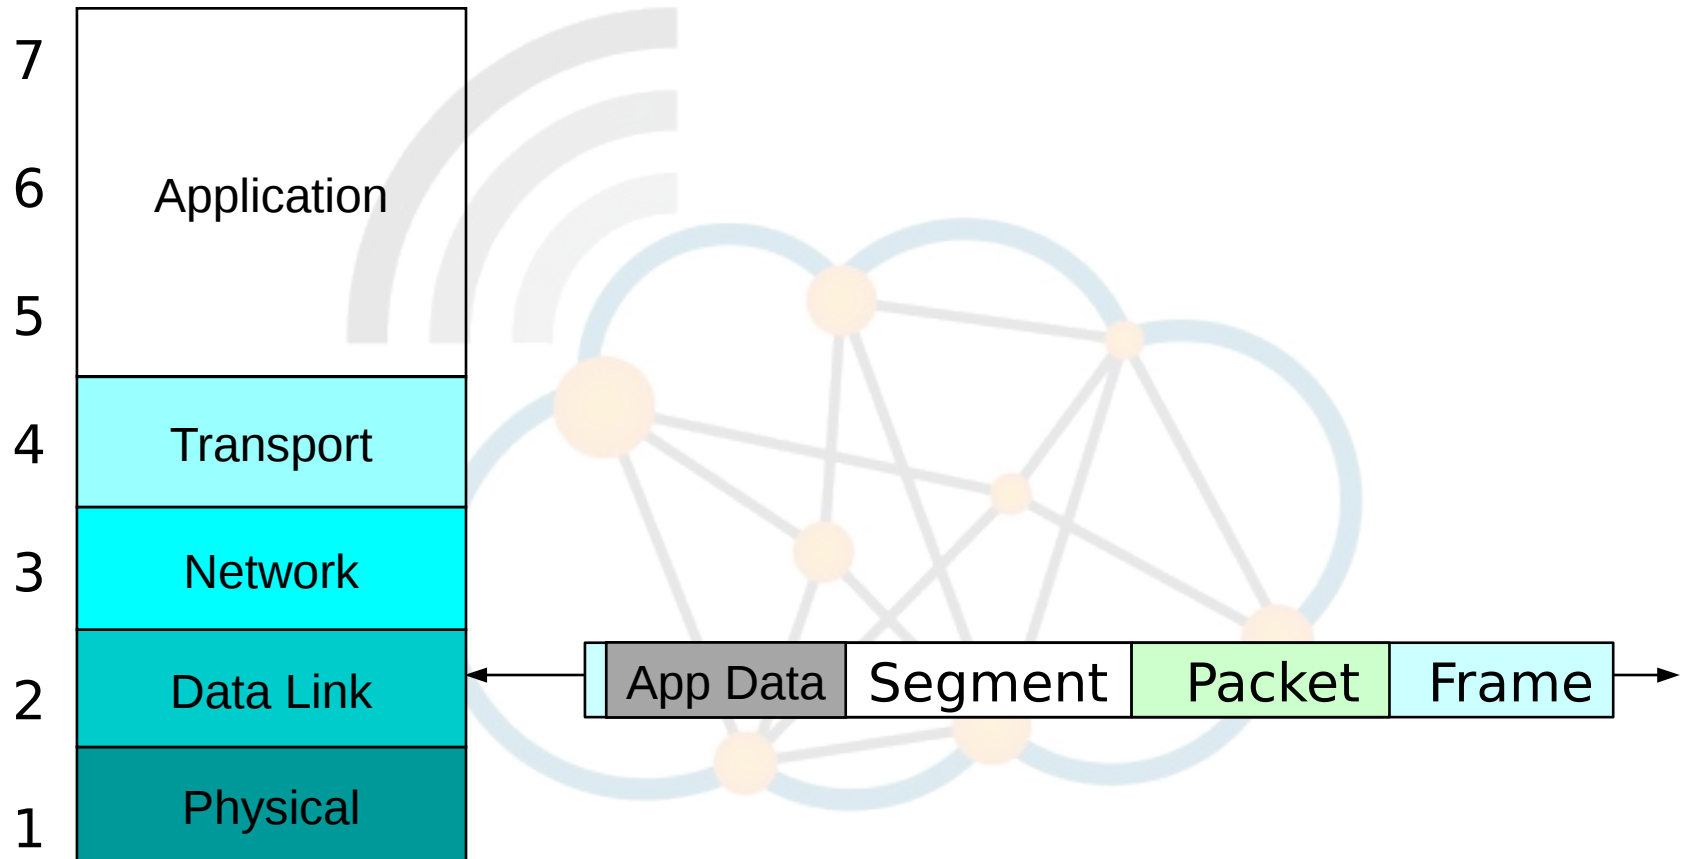 7
6
Application
5
4
Transport
3
Network
2
Data Link
App Data Segment Packet Frame
1
Physical